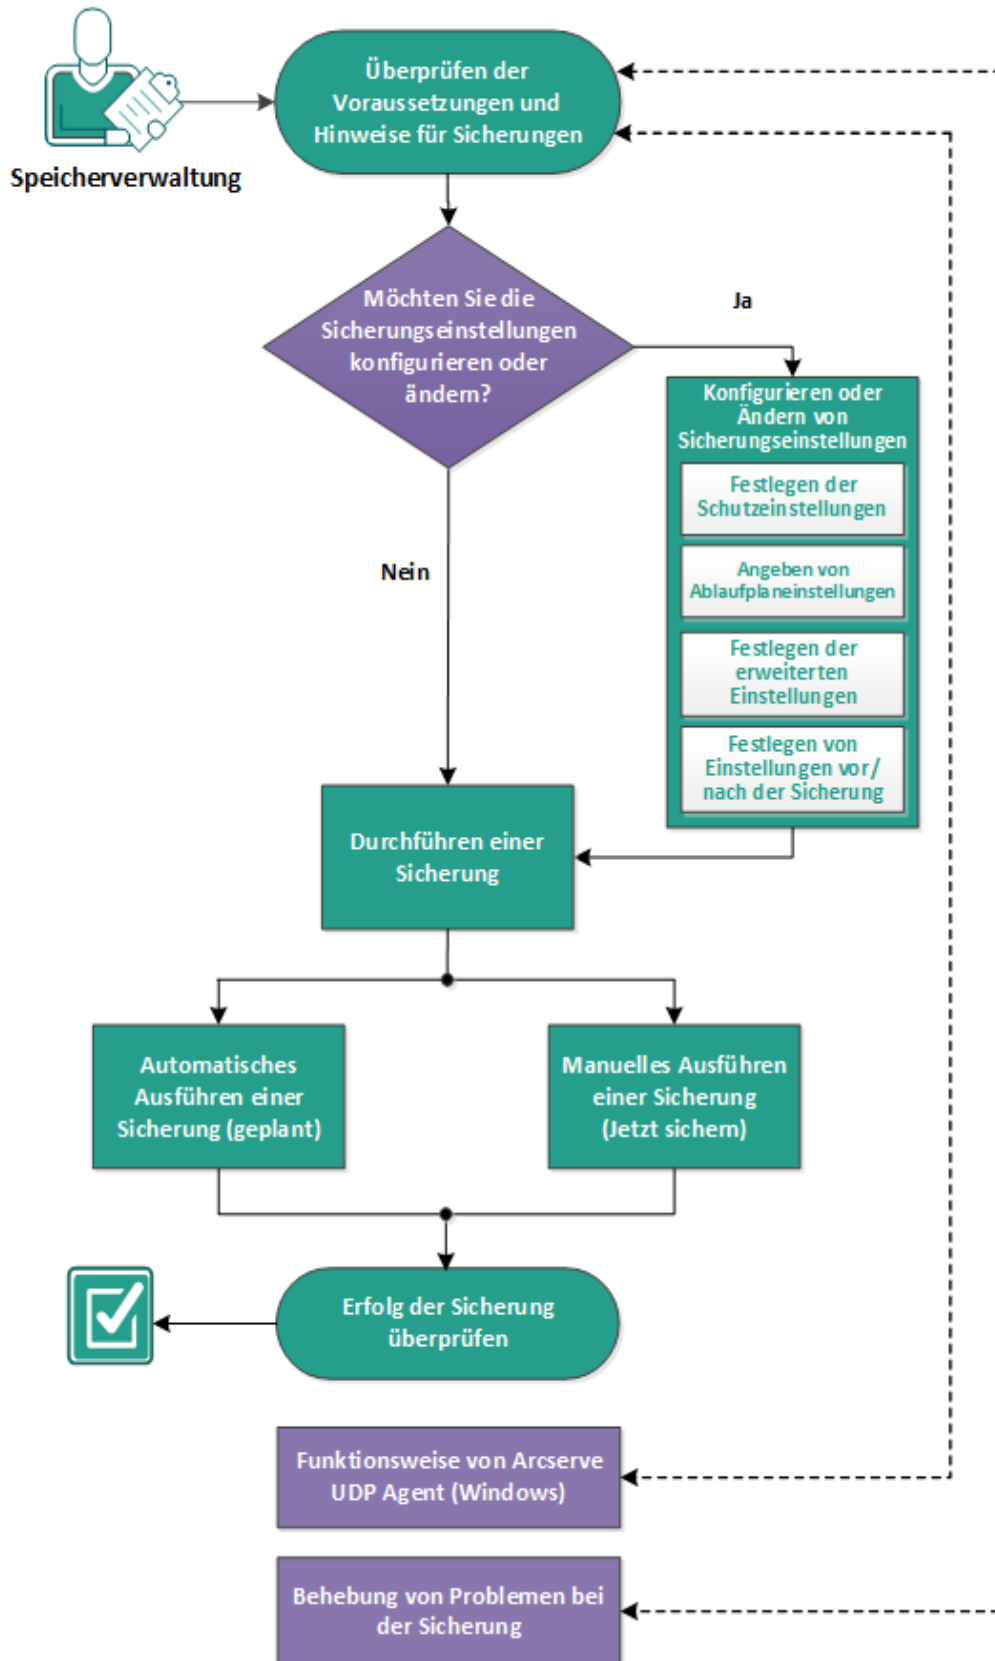 Überprüfen der
Voraussetzungen und
Hinweise für Sicherungen
Speicherverwaltung
Möchten Sie die
Sicherungseinstellungen
konfigurieren oder
ändern?
Ja
Konfigurieren oder
Ändern von
Sicherungseinstellungen
Festlegen der
Schutzeinstellungen
Angeben von
Ablaufplaneinstellungen
Festlegen der
erweiterten
Einstellungen
Festlegen von
Einstellungen vor/
nach der Sicherung
Nein
Durchführen einer
Sicherung
Automatisches
Ausführen einer
Sicherung (geplant)
Manuelles Ausführen
einer Sicherung
(Jetzt sichern)
Erfolg der Sicherung
überprüfen
Funktionsweise von Arcserve
UDP Agent (Windows)
Behebung von Problemen bei
der Sicherung